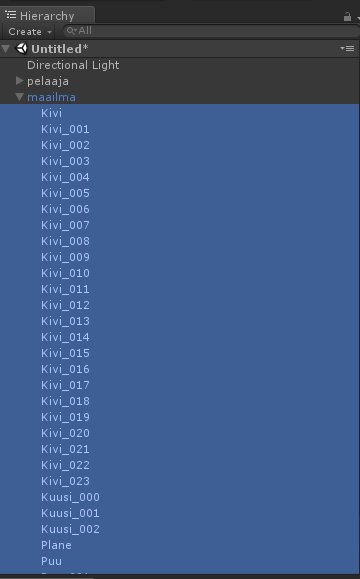 Hierarchy
Create All
Untitled*
Directional Light
pelaaja
maailma
Kivi
Kivi_001
Kivi_002
Kivi_003
Kivi_004
Kivi_005
Kivi_006
Kivi_007
Kivi_008
Kivi_009
Kivi_010
Kivi_011
Kivi_012
Kivi_013
Kivi_014
Kivi_015
Kivi_016
Kivi_017
Kivi_018
Kivi_019
Kivi_020
Kivi_021
Kivi_022
Kivi_023
Kuusi_000
Kuusi_001
Kuusi_002
Plane
Puu